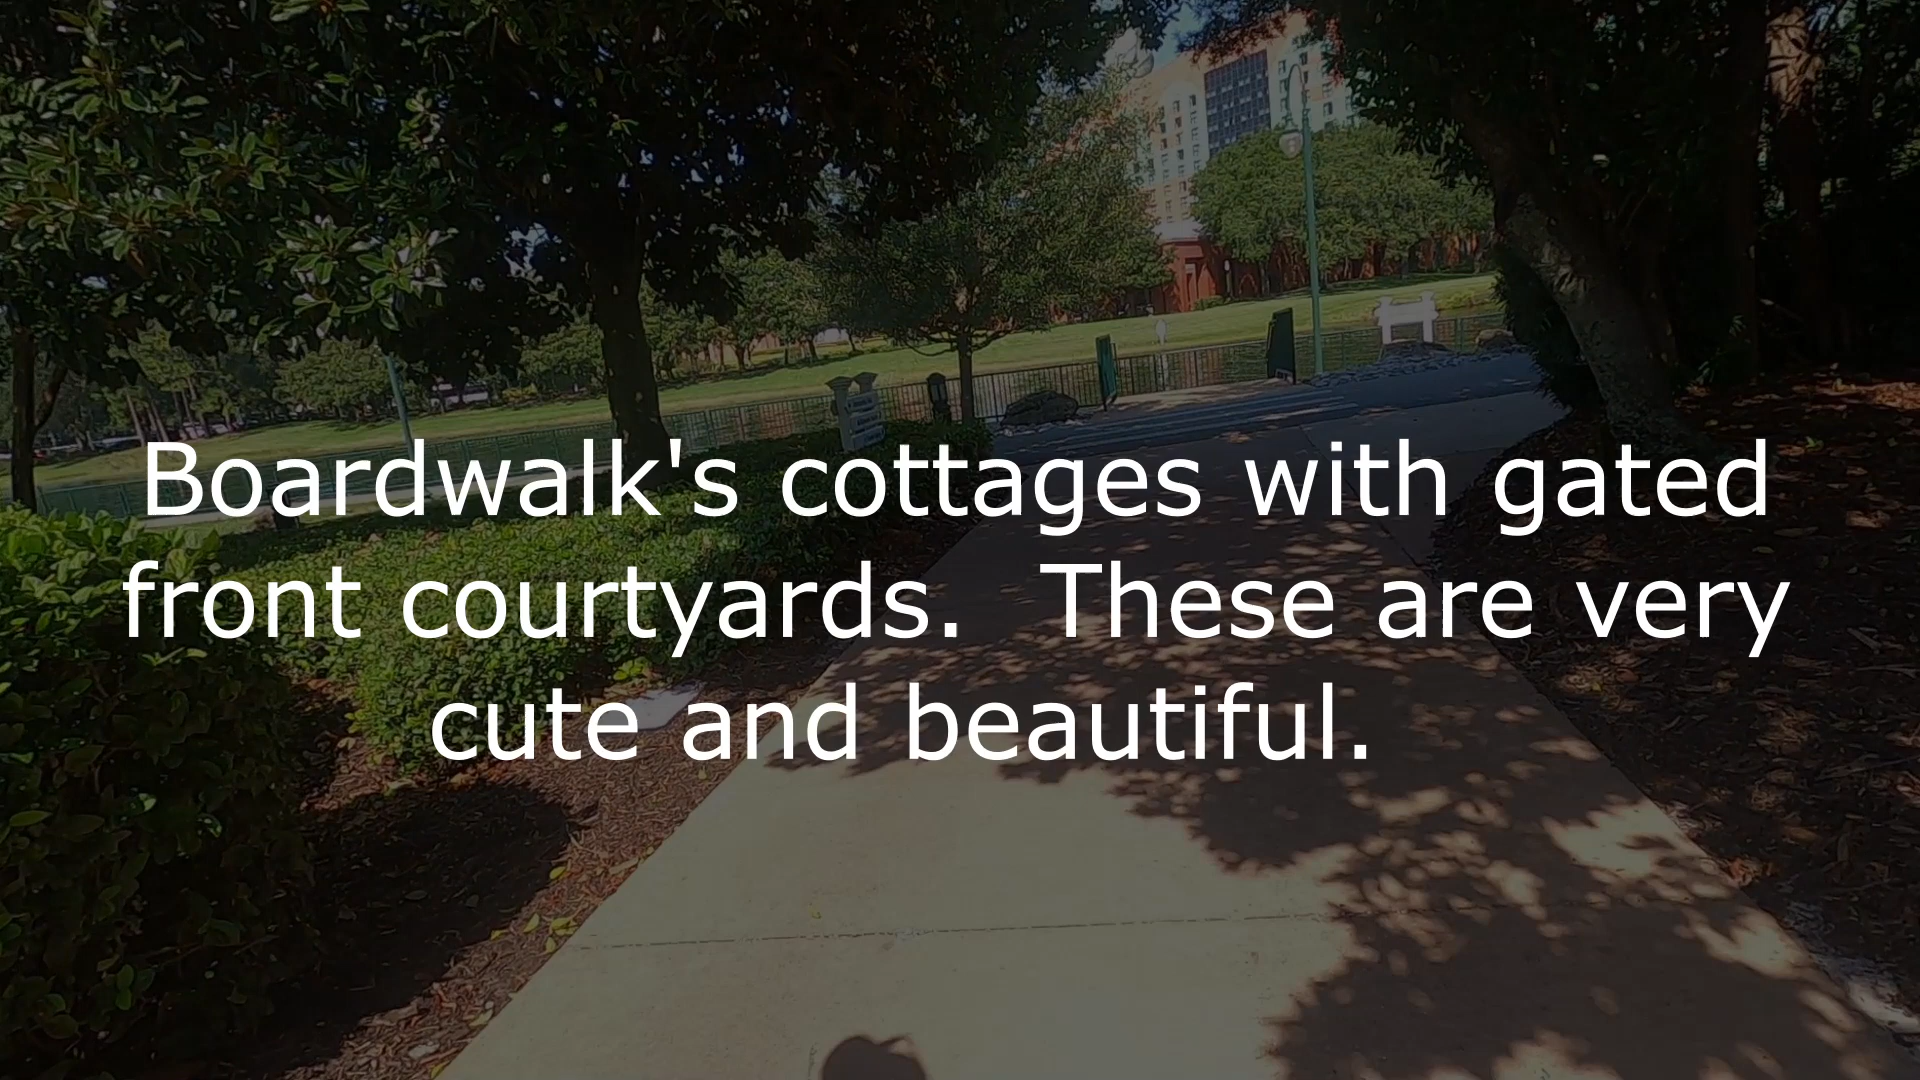 Boardwalk's cottages with gated
front courtyards.  These are very
cute and beautiful.